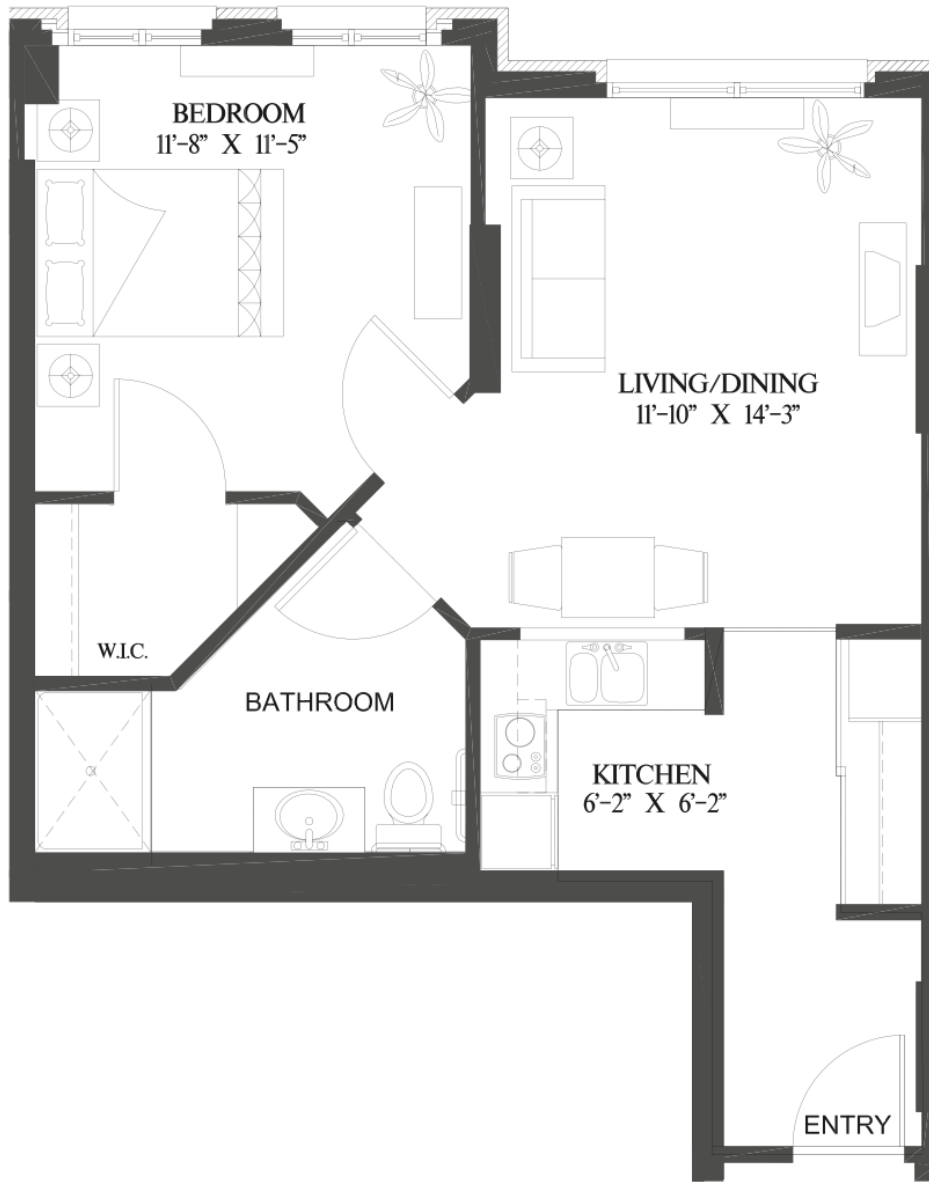 BEDROOM
11’-8” X 11’-5”
LIVING/DINING
11’-10” X 14’-3”
W.I.C.
BATHROOM
KITCHEN
6’-2” X 6’-2”
ENTRY